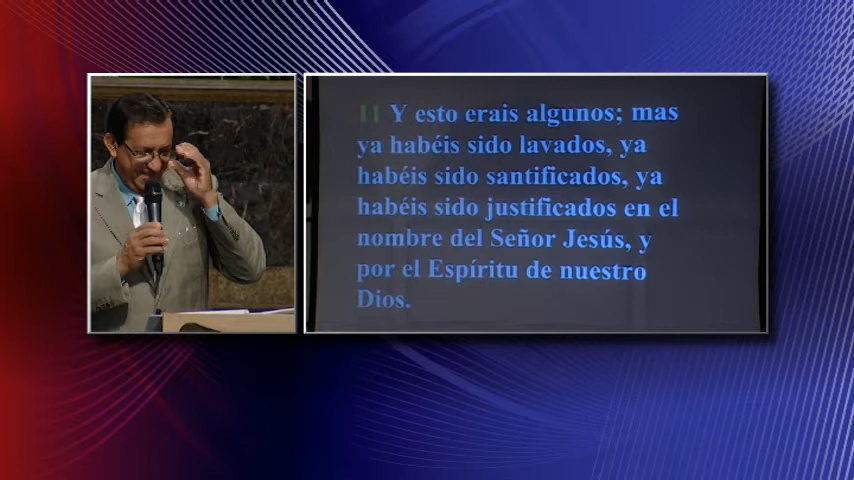 11 Y esto erais algunos; mas
ya habéis sido lavados, ya
habéis sido santificados, ya
habéis sido justificados en el
nombre del Señor Jesús, y
por el Espíritu de nuestro
Dios.